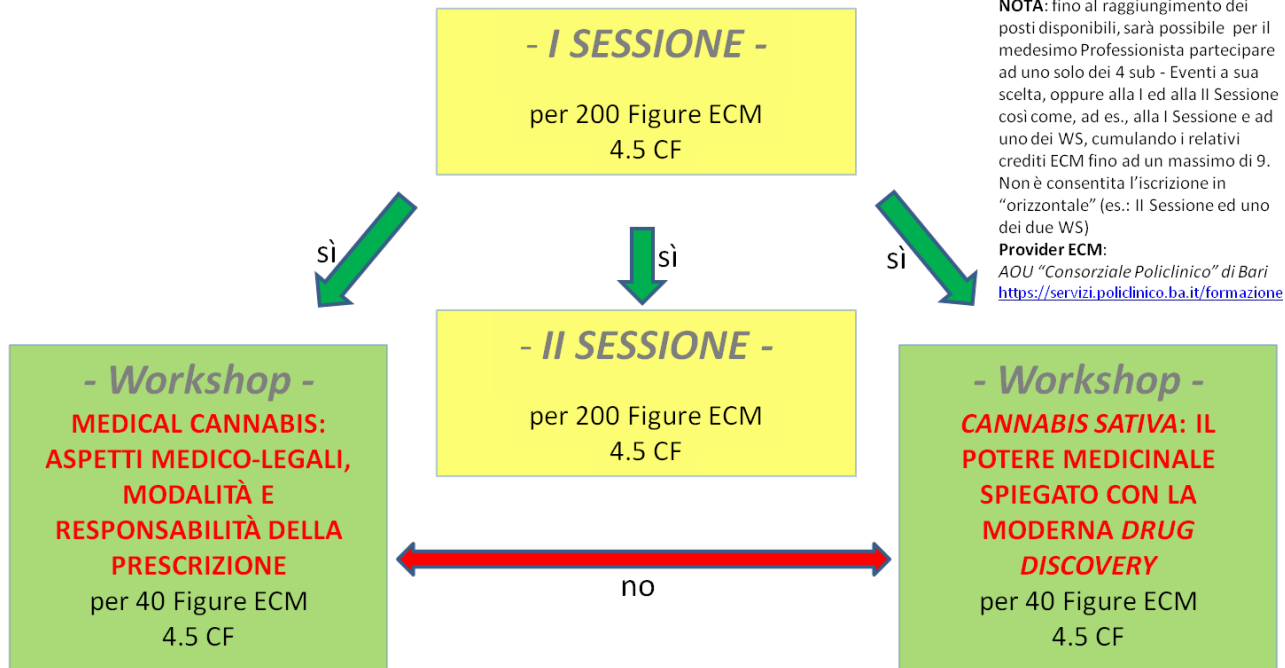 - I SESSIONE -
per 200 Figure ECM
4.5 CF
NOTA: fino al raggiungimento dei
posti disponibili, sarà possibile per il
medesimo Professionista partecipare
ad uno solo dei 4 sub - Eventi a sua
scelta, oppure alla I ed alla II Sessione
così come, ad es., alla I Sessione e ad
uno dei WS, cumulando i relativi
crediti ECM fino ad un massimo di 9.
Non è consentita l'iscrizione in
"orizzontale" (es.: II Sessione ed uno
dei due WS)
Provider ECM:
AOU "Consorziale Policlinico" di Bari
https://servizi.policlinico.ba.it/formazione
sì
sì
sì
- II SESSIONE -
per 200 Figure ECM
4.5 CF
- Workshop -
MEDICAL CANNABIS:
ASPETTI MEDICO-LEGALI,
MODALITÀ E
RESPONSABILITÀ DELLA
PRESCRIZIONE
per 40 Figure ECM
4.5 CF
no
- Workshop -
CANNABIS SATIVA: IL
POTERE MEDICINALE
SPIEGATO CON LA
MODERNA DRUG
DISCOVERY
per 40 Figure ECM
4.5 CF